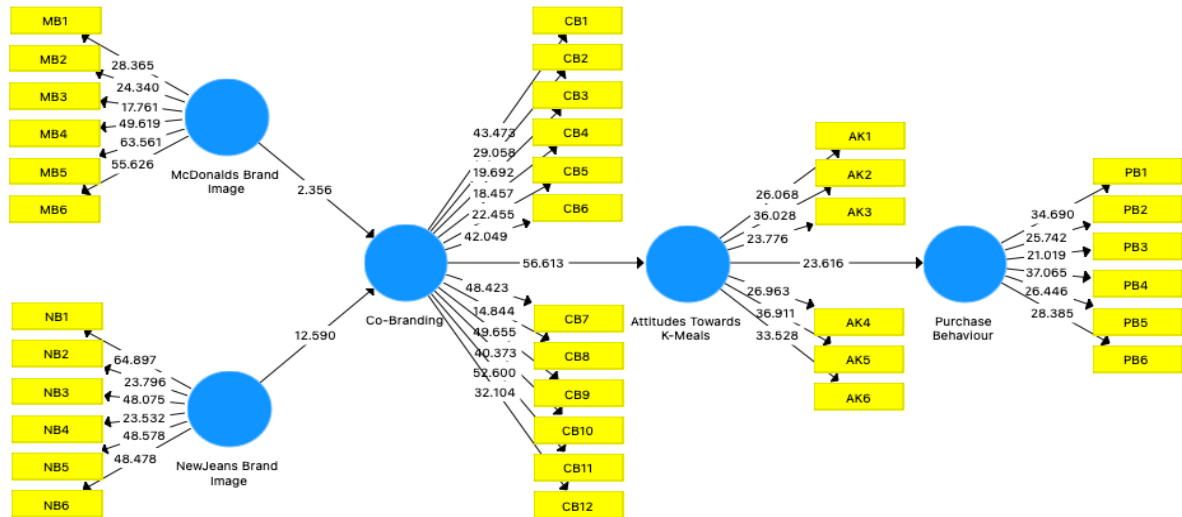 MB1
MB2
MB3
MB4
MB5
MB6
28.365
24.340
17.761
49.619
63.561
55.626
McDonalds Brand
Image
2.356
NB1
NB2
NB3
NB4
NB5
NB6
64.897
23.796
48.075
23.532
48.578
48.478
NewJeans Brand
Image
12.590
CB1
CB2
CB3
CB4
CB5
CB6
43.473
29.058
19.692
18.457
22.455
42.049
Co-Branding
56.613
48.423
14.844
49.655
40.373
52.600
32.104
CB7
CB8
CB9
CB10
CB11
CB12
AK1
AK2
AK3
26.068
36.028
23.776
Attitudes Towards
K-Meals
23.616
26.963
36.911
33.528
AK4
AK5
AK6
PB1
PB2
PB3
PB4
PB5
PB6
34.690
25.742
21.019
37.065
26.446
28.385
Purchase
Behaviour